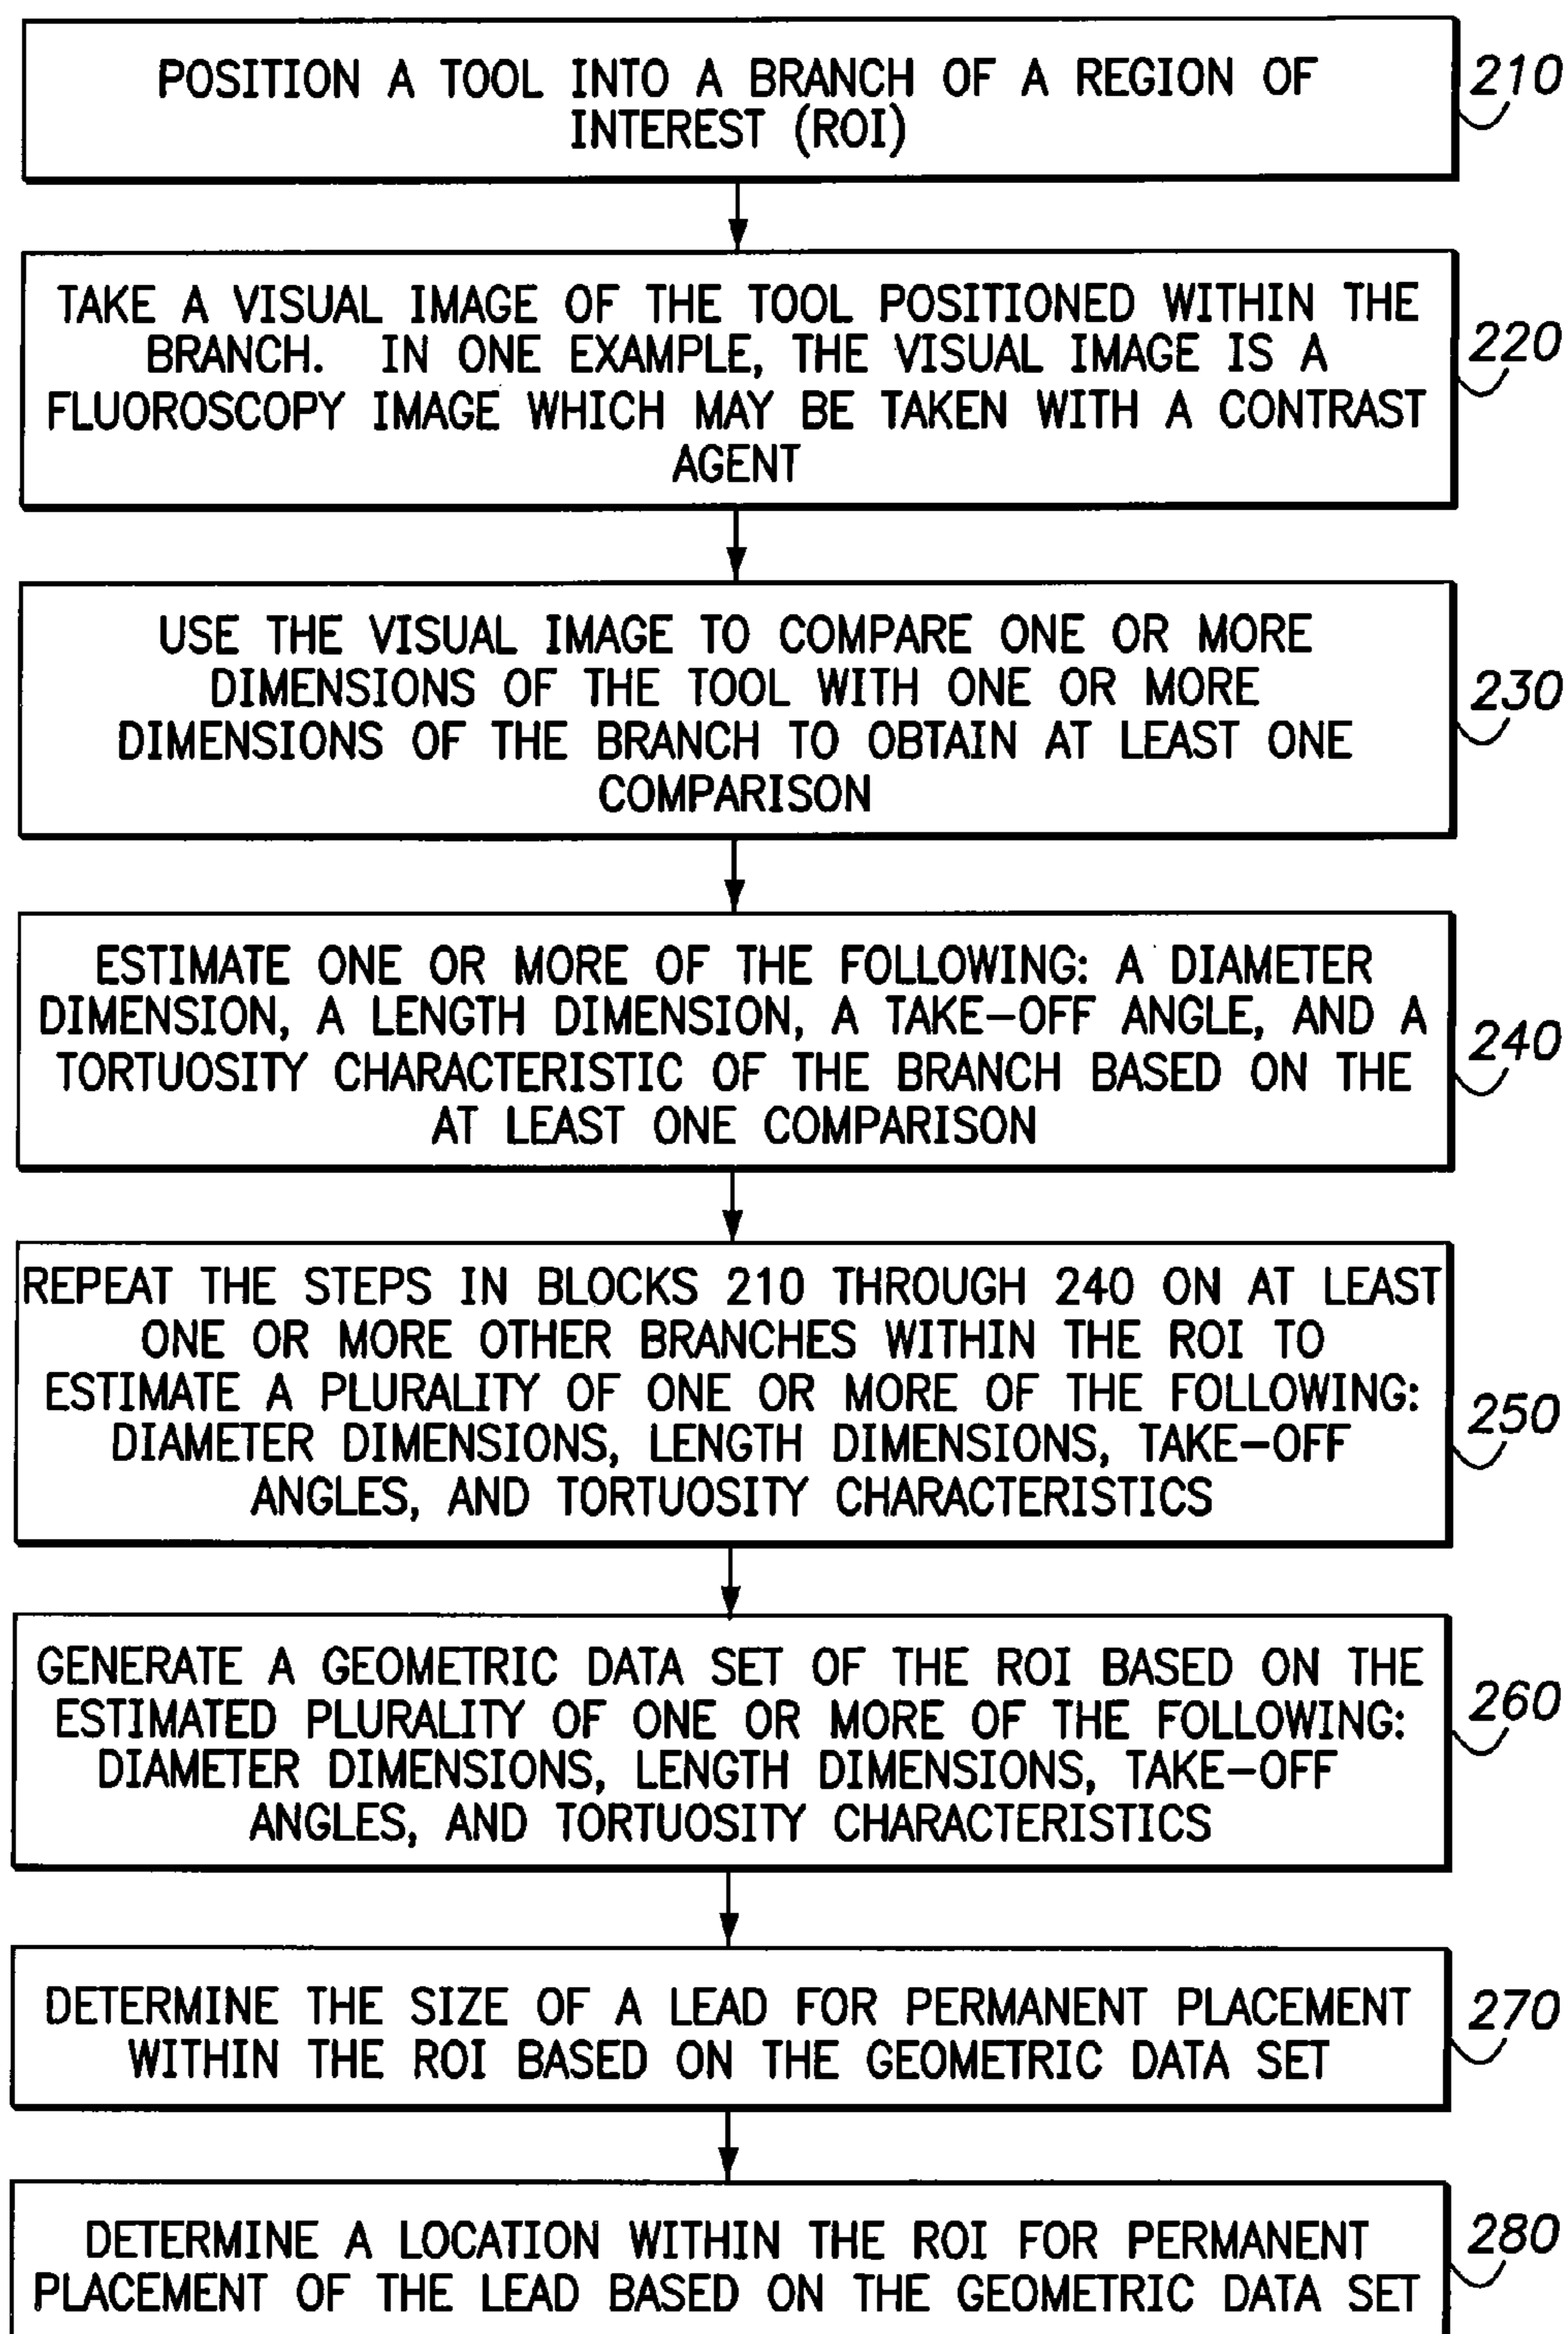 POSITION A TOOL INTO A BRANCH OF A REGION OF
INTEREST (ROI)
210
TAKE A VISUAL IMAGE OF THE TOOL POSITIONED WITHIN THE
BRANCH. IN ONE EXAMPLE, THE VISUAL IMAGE IS A
FLUOROSCOPY IMAGE WHICH MAY BE TAKEN WITH A CONTRAST
AGENT
220
USE THE VISUAL IMAGE TO COMPARE ONE OR MORE
DIMENSIONS OF THE TOOL WITH ONE OR MORE
DIMENSIONS OF THE BRANCH TO OBTAIN AT LEAST ONE
COMPARISON
230
ESTIMATE ONE OR MORE OF THE FOLLOWING: A DIAMETER
DIMENSION, A LENGTH DIMENSION, A TAKE-OFF ANGLE, AND A
TORTUOSITY CHARACTERISTIC OF THE BRANCH BASED ON THE
AT LEAST ONE COMPARISON
240
REPEAT THE STEPS IN BLOCKS 210 THROUGH 240 ON AT LEAST
ONE OR MORE OTHER BRANCHES WITHIN THE ROI TO
ESTIMATE A PLURALITY OF ONE OR MORE OF THE FOLLOWING:
DIAMETER DIMENSIONS, LENGTH DIMENSIONS, TAKE-OFF
ANGLES, AND TORTUOSITY CHARACTERISTICS
250
GENERATE A GEOMETRIC DATA SET OF THE ROI BASED ON THE
ESTIMATED PLURALITY OF ONE OR MORE OF THE FOLLOWING:
DIAMETER DIMENSIONS, LENGTH DIMENSIONS, TAKE-OFF
ANGLES, AND TORTUOSITY CHARACTERISTICS
260
DETERMINE THE SIZE OF A LEAD FOR PERMANENT PLACEMENT
WITHIN THE ROI BASED ON THE GEOMETRIC DATA SET
270
DETERMINE A LOCATION WITHIN THE ROI FOR PERMANENT
PLACEMENT OF THE LEAD BASED ON THE GEOMETRIC DATA SET
280